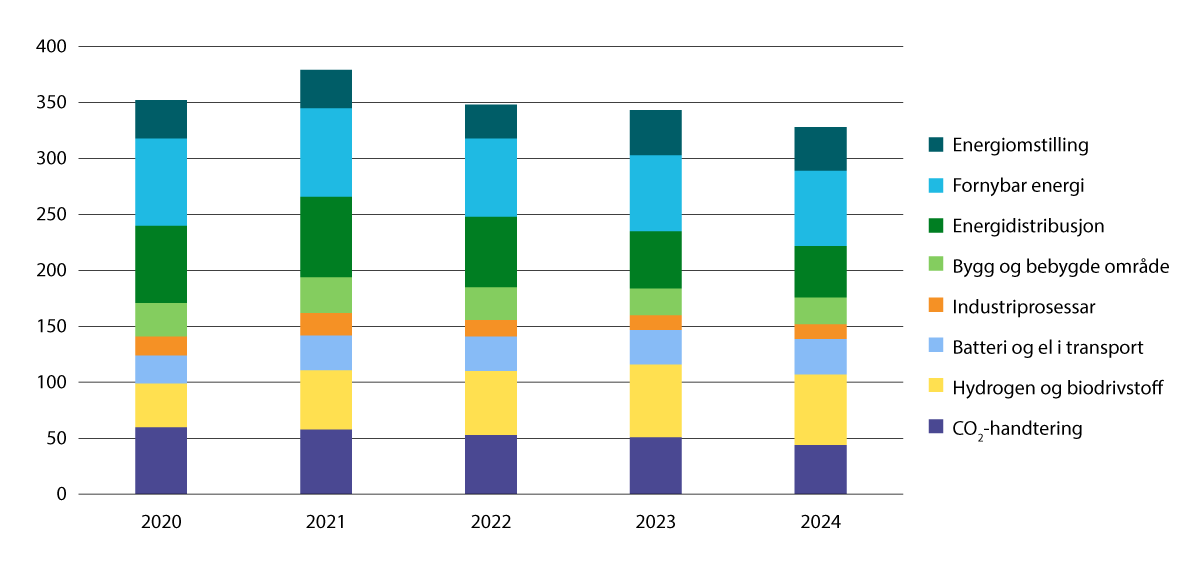 400
350
300
250
200
150
100
50
0
2020
2021
2022
2023
2024
Energiomstilling
Fornybar energi
Energidistribusjon
Bygg og bebygde område
Industriprosessar
Batteri og el i transport
Hydrogen og biodrivstoff
CO₂-handtering